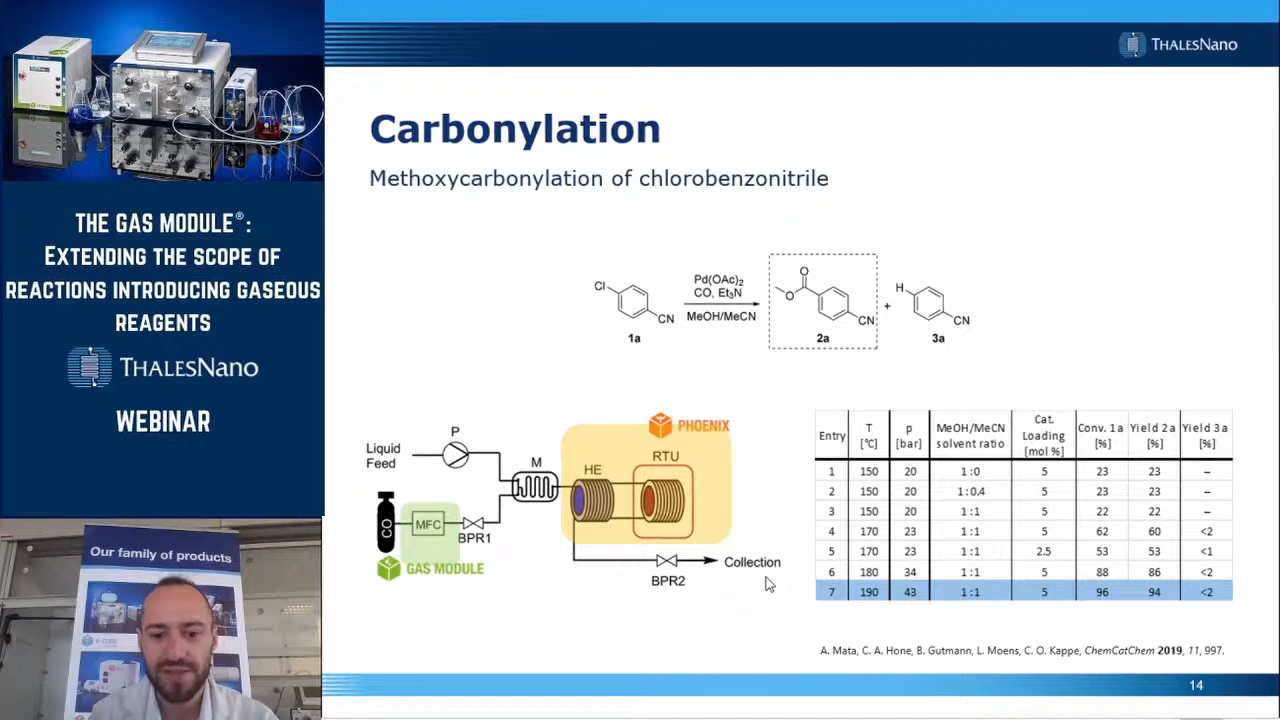 THE GAS MODULE®:
EXTENDING THE SCOPE OF
REACTIONS INTRODUCING GASEOUS
REAGENTS
THALESNANO
WEBINAR
Our family of products
THALESNANO
Carbonylation
Methoxycarbonylation of chlorobenzonitrile
Cl
CN
1a
Pd(OAc)2
CO, Et3N
MeOH/MeCN
O
O
CN
2a
+
H
CN
3a
PHOENIX
P
Liquid
Feed
M
HE
RTU
CO
MFC
BPR1
GAS MODULE
BPR2
Collection
Entry T [°C] p [bar] MeOH/MeCN solvent ratio Cat. Loading [mol %] Conv. 1a [%] Yield 2a [%] Yield 3a [%]
1 150 20 1:0 5 23 23 –
2 150 20 1:0.4 5 23 23 –
3 150 20 1:1 5 22 22 –
4 170 23 1:1 5 62 60 <2
5 170 23 1:1 2.5 53 53 <1
6 180 34 1:1 5 88 86 <2
7 190 43 1:1 5 96 94 <2
A. Mata, C. A. Hone, B. Gutmann, L. Moens, C. O. Kappe, ChemCatChem 2019, 11, 997.
14